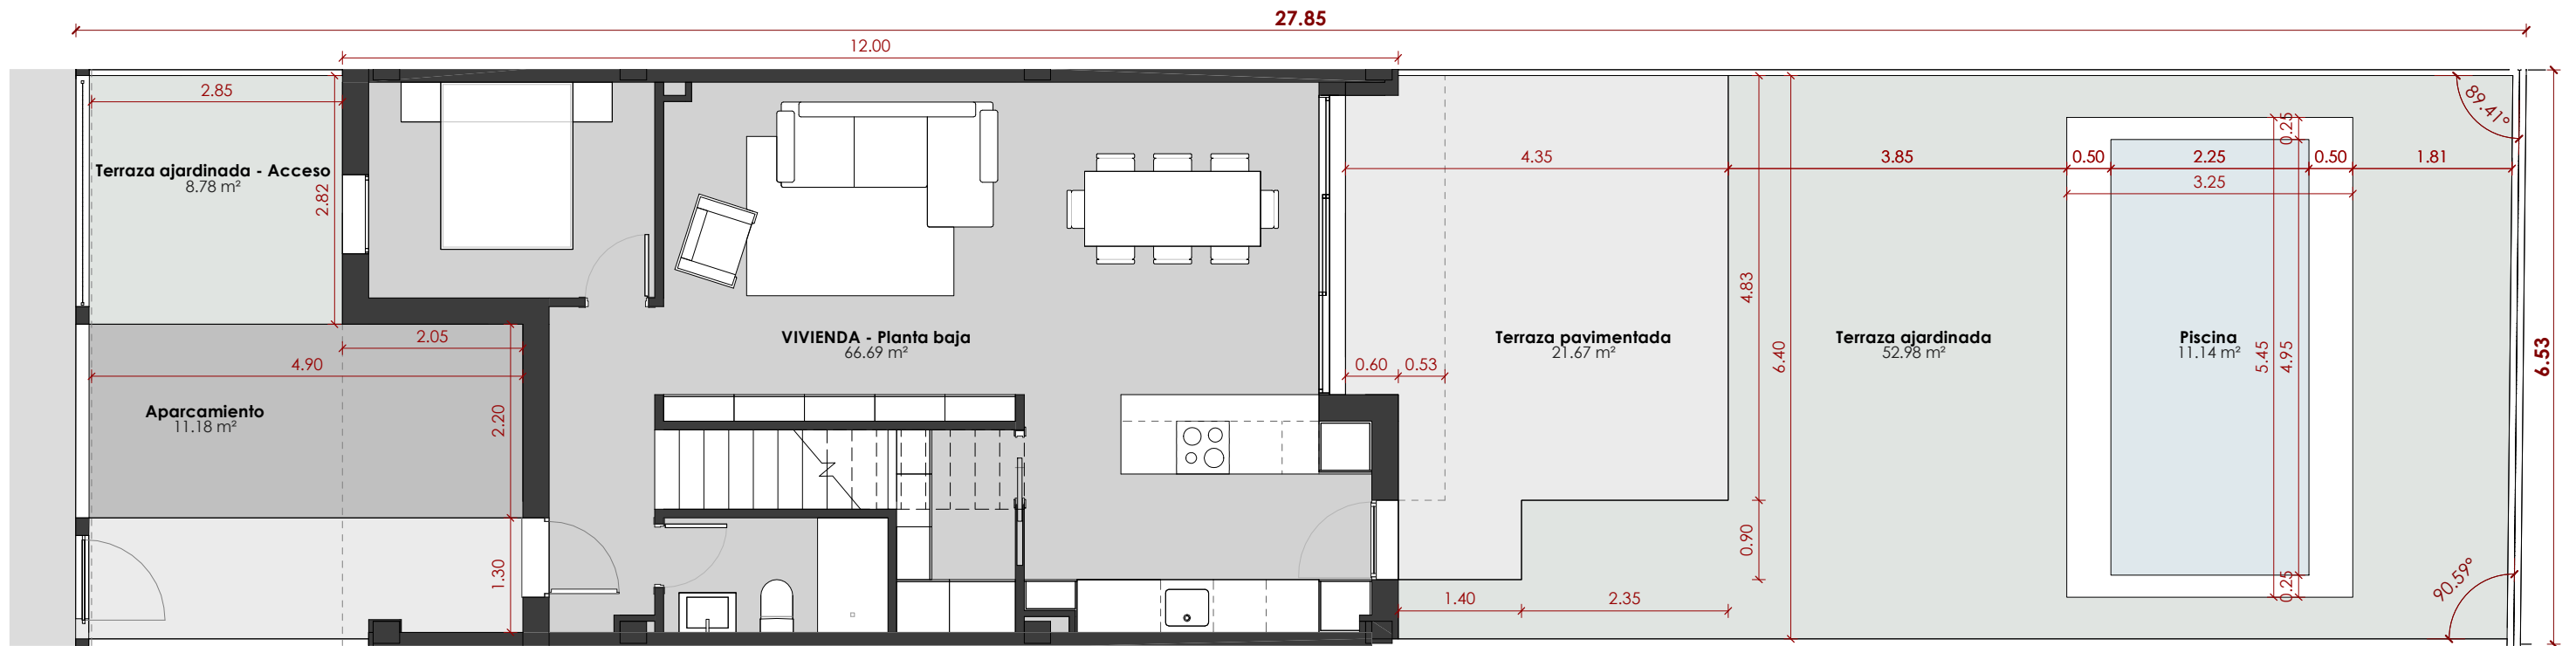 27.85
12.00
2.85
89.41°
0.25
Terraza ajardinada - Acceso
8.78 m²
2.82
4.35
3.85
0.50
2.25
0.50
1.81
3.25
4.83
2.05
4.90
VIVIENDA - Planta baja
66.69 m²
0.60
0.53
Terraza pavimentada
21.67 m²
6.40
Terraza ajardinada
52.98 m²
Piscina
11.14 m²
5.45
4.95
6.53
Aparcamiento
11.18 m²
2.20
0.90
1.30
1.40
2.35
0.25
90.59°